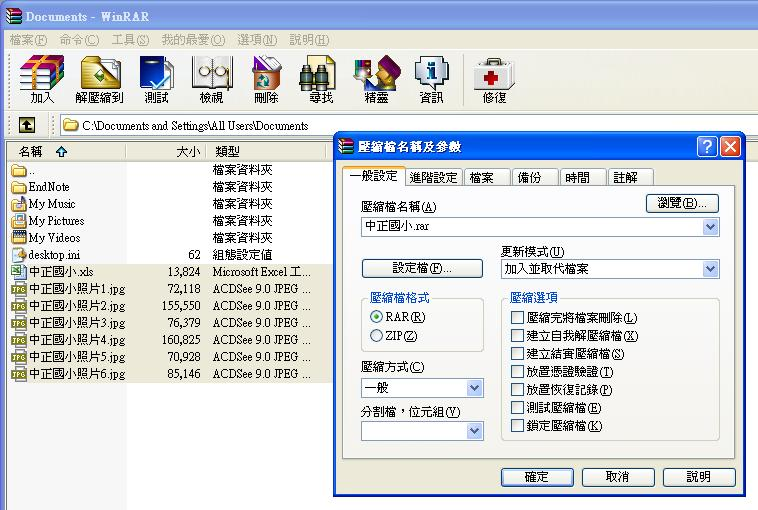 Documents - WinRAR
檔案(F) 命令(C) 工具(S) 我的最愛(O) 選項(N) 說明(H)
加入 解壓縮到 測試 檢視 刪除 尋找 精靈 資訊 修復
C:\Documents and Settings\All Users\Documents
名稱 大小 類型
.. 檔案資料夾
EndNote 檔案資料夾
My Music 檔案資料夾
My Pictures 檔案資料夾
My Videos 檔案資料夾
desktop.ini 62 組態設定值
中正國小.xls 13,824 Microsoft Excel 工...
中正國小照片1.jpg 72,118 ACDSee 9.0 JPEG ...
中正國小照片2.jpg 155,550 ACDSee 9.0 JPEG ...
中正國小照片3.jpg 76,379 ACDSee 9.0 JPEG ...
中正國小照片4.jpg 160,825 ACDSee 9.0 JPEG ...
中正國小照片5.jpg 70,928 ACDSee 9.0 JPEG ...
中正國小照片6.jpg 85,146 ACDSee 9.0 JPEG ...
壓縮檔名稱及參數
一般設定 進階設定 檔案 備份 時間 註解
壓縮檔名稱(A) 瀏覽(B)...
中正國小.rar
更新模式(U)
設定檔(F)... 加入並取代檔案
壓縮檔格式
RAR(R)
ZIP(Z)
壓縮方式(C)
一般
分割檔，位元組(V)
壓縮選項
壓縮完將檔案刪除(L)
建立自我解壓縮檔(X)
建立結實壓縮檔(S)
放置憑證驗證(T)
放置恢復記錄(P)
測試壓縮檔(E)
鎖定壓縮檔(K)
確定 取消 說明